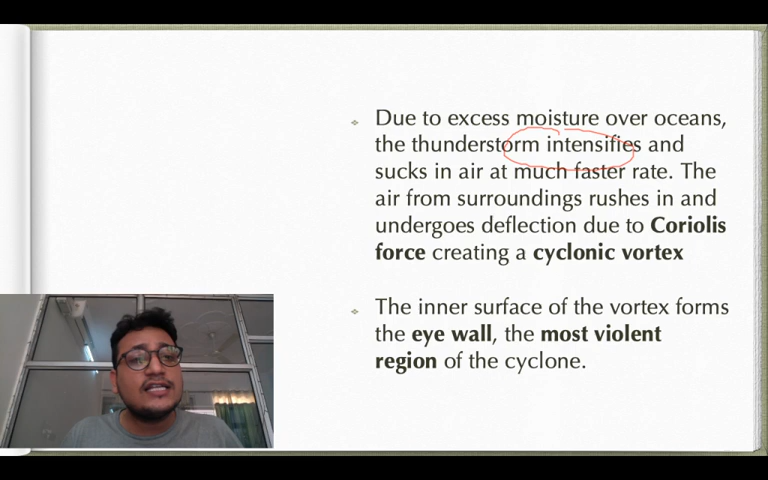 Due to excess moisture over oceans,
the thunderstorm intensifies and
sucks in air at much faster rate. The
air from surroundings rushes in and
undergoes deflection due to Coriolis
force creating a cyclonic vortex
The inner surface of the vortex forms
the eye wall, the most violent
region of the cyclone.